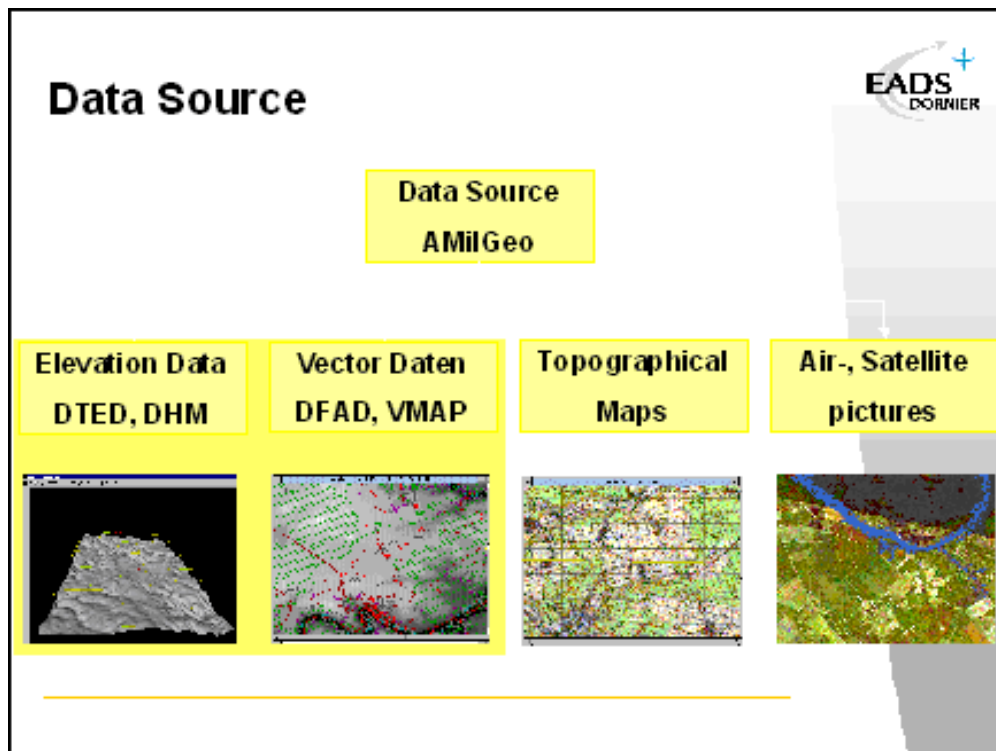 Data Source
EADS
DORNIER
Data Source
AMilGeo
Elevation Data
DTED, DHM
Vector Daten
DFAD, VMAP
Topographical
Maps
Air-, Satellite
pictures